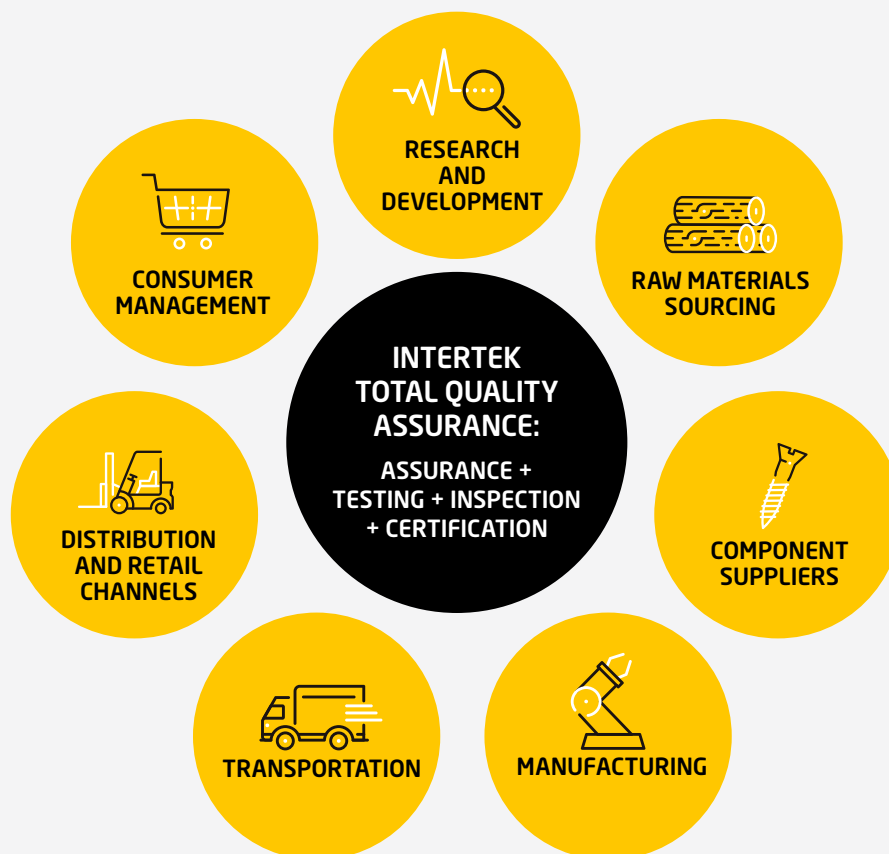 RESEARCH
AND
DEVELOPMENT
RAW MATERIALS
SOURCING
COMPONENT
SUPPLIERS
MANUFACTURING
TRANSPORTATION
DISTRIBUTION
AND RETAIL
CHANNELS
CONSUMER
MANAGEMENT
INTERTEK
TOTAL QUALITY
ASSURANCE:
ASSURANCE +
TESTING + INSPECTION
+ CERTIFICATION